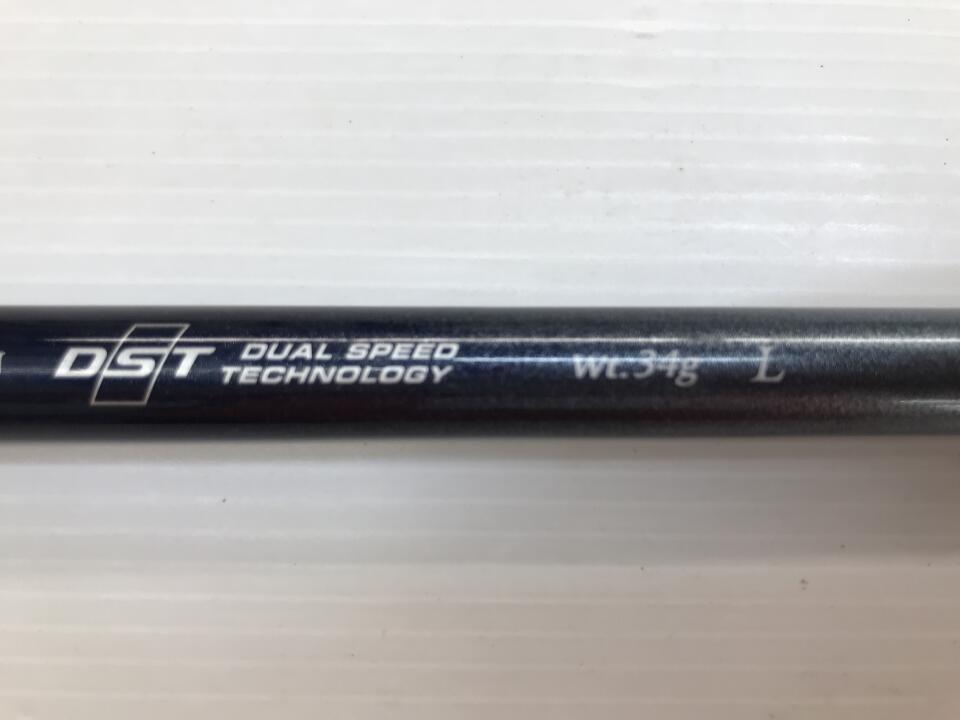 DST DUAL SPEED
TECHNOLOGY
wt.34g L